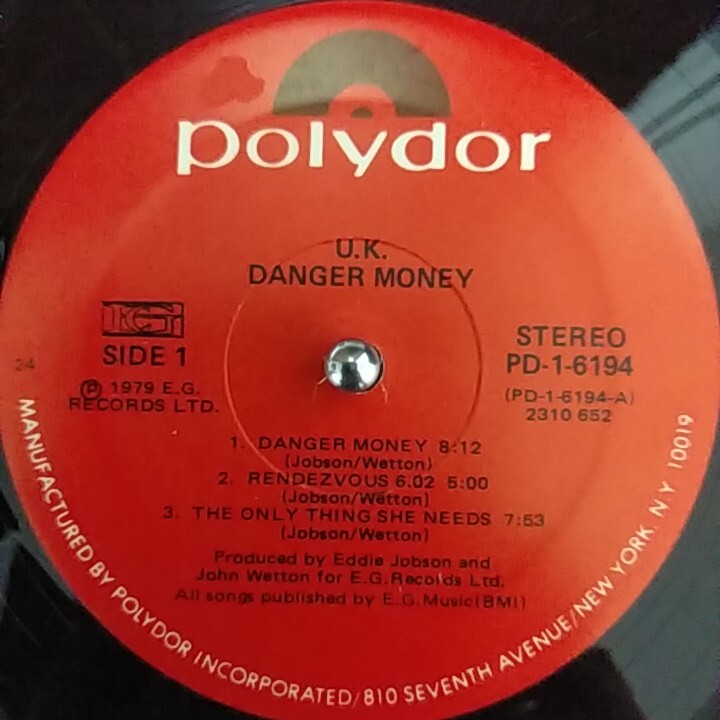 polydor
U.K.
DANGER MONEY
EG
SIDE 1
24
℗ 1979 E.G.
RECORDS LTD.
STEREO
PD-1-6194
(PD-1-6194-A)
2310 652
1. DANGER MONEY 8:12
(Jobson/Wetton)
2. RENDEZVOUS 6.02 5:00
(Jobson/Wetton)
3. THE ONLY THING SHE NEEDS 7:53
(Jobson/Wetton)
Produced by Eddie Jobson and
John Wetton for E.G. Records Ltd.
All songs published by E.G. Music (BMI)
MANUFACTURED BY POLYDOR INCORPORATED/810 SEVENTH AVENUE/NEW YORK. N.Y 10019